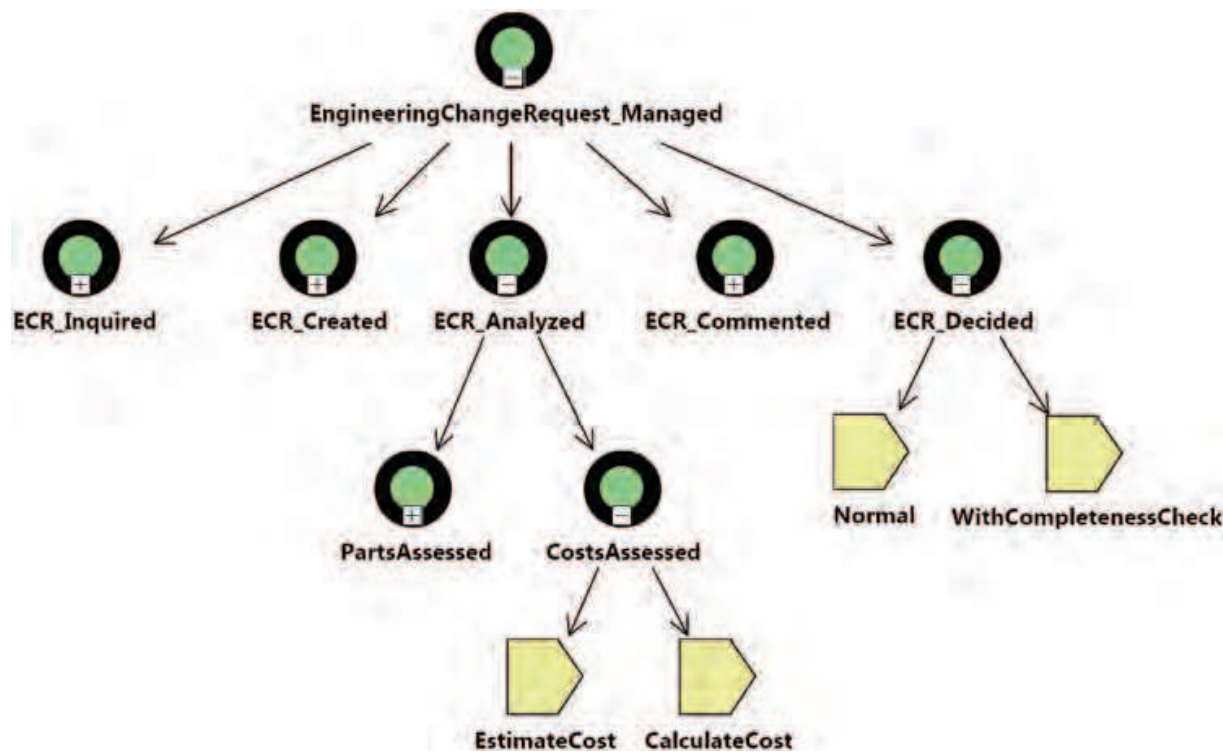 EngineeringChangeRequest_Managed
ECR_Inquired
ECR_Created
ECR_Analyzed
ECR_Commented
ECR_Decided
Normal
WithCompletenessCheck
PartsAssessed
CostsAssessed
EstimateCost
CalculateCost